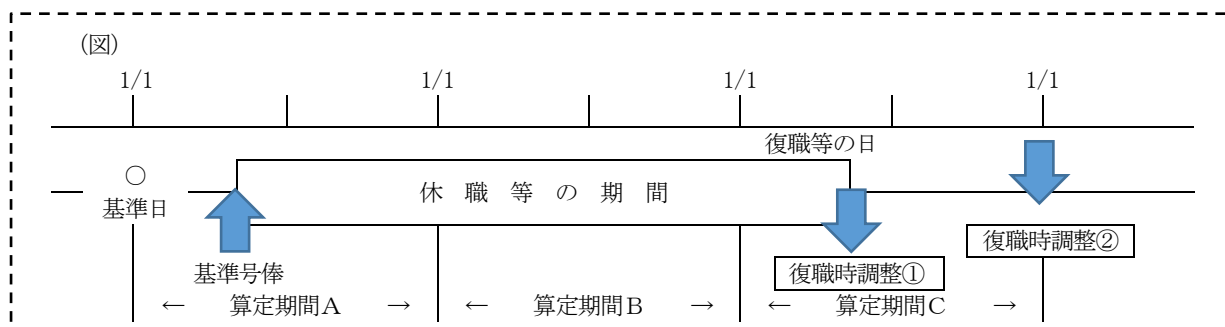 (図)
1/1 1/1 1/1 1/1
復職等の日
○
基準日
休職等の期間
復職時調整②
基準号俸
復職時調整①
← 算定期間A → ← 算定期間B → ← 算定期間C →